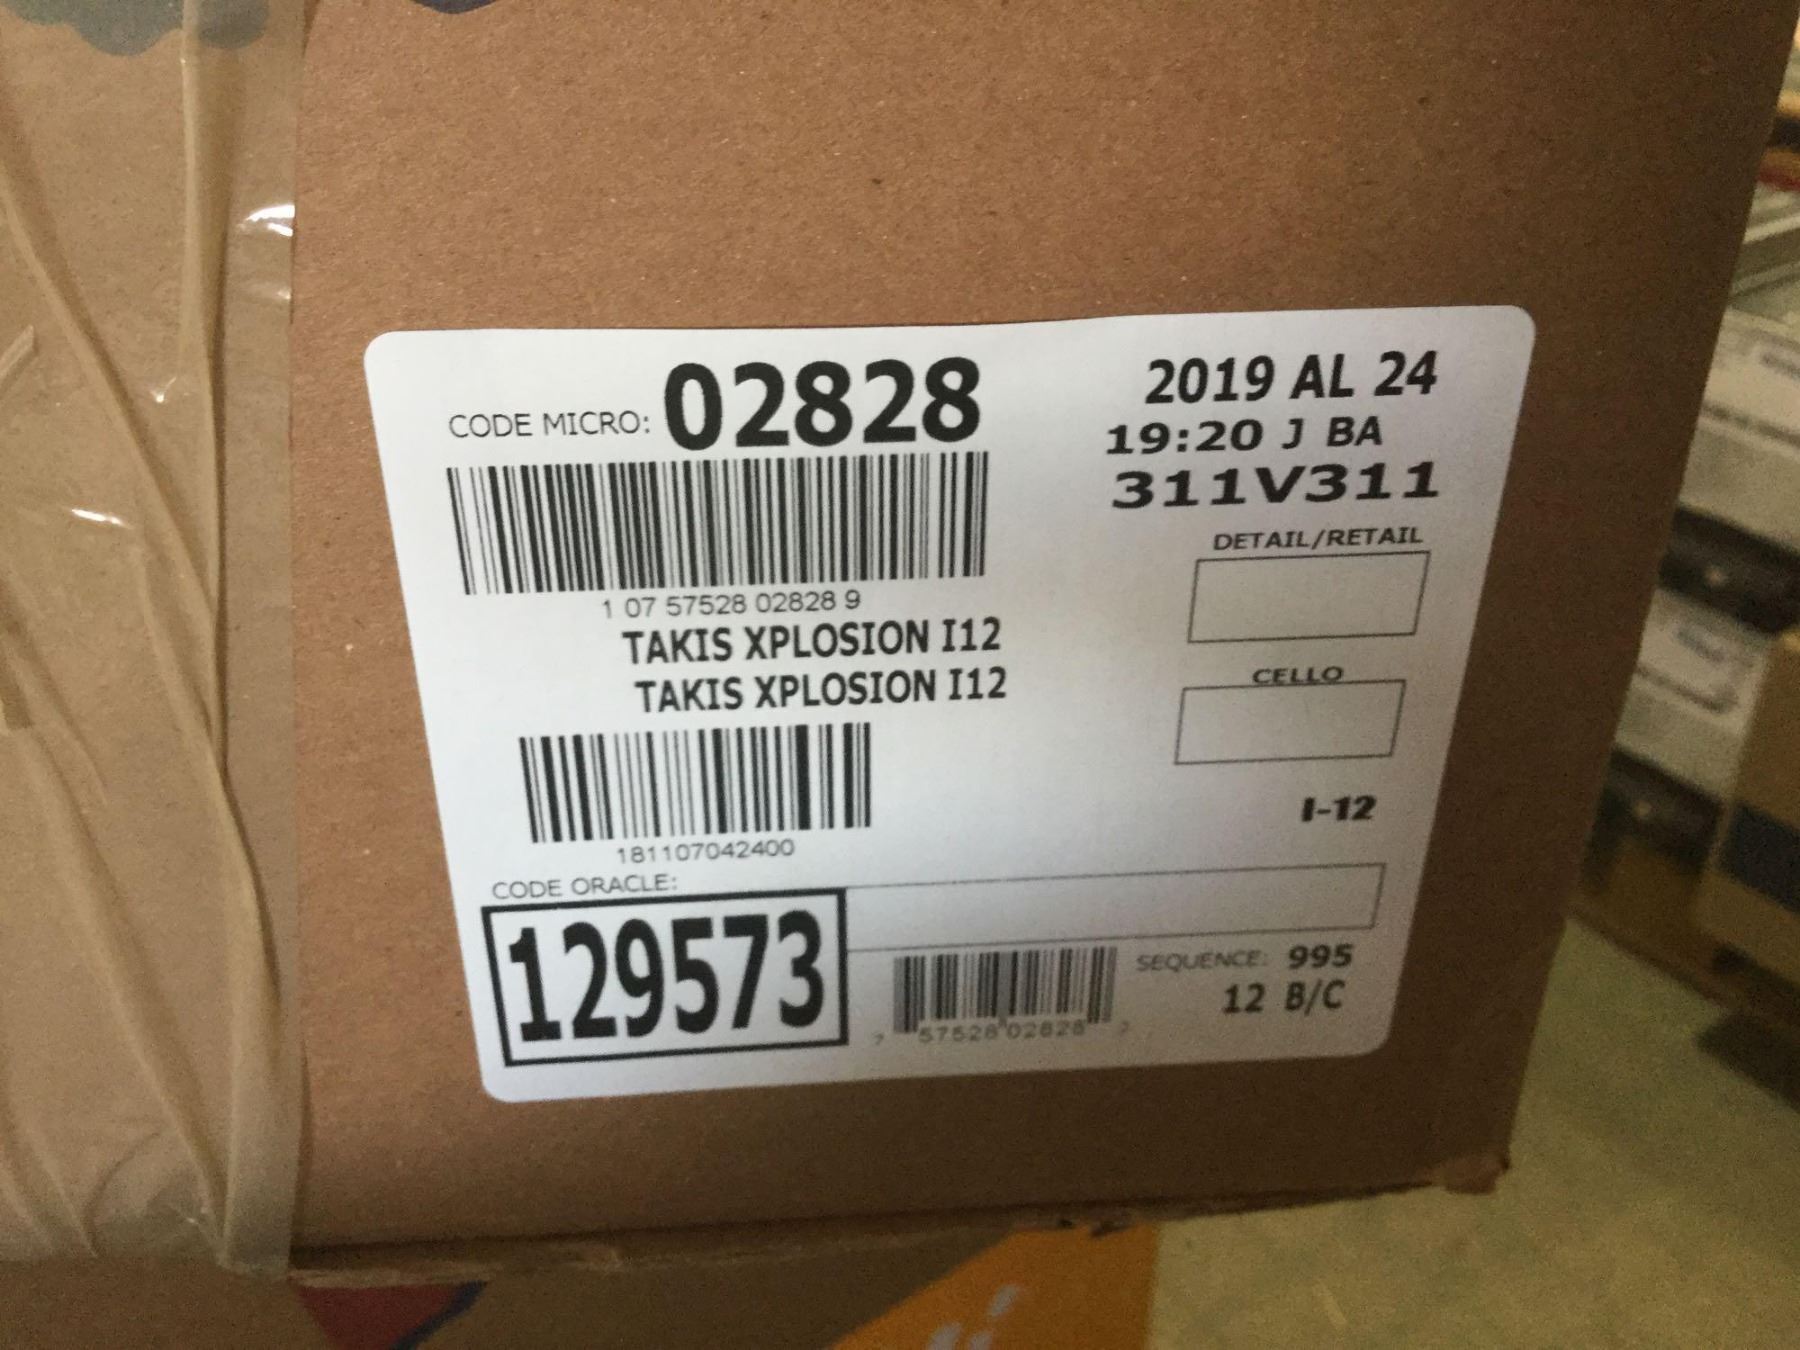 CODE MICRO: 02828
2019 AL 24
19:20 J BA
311V311
1 07 57528 02828 9
TAKIS XPLOSION I12
TAKIS XPLOSION I12
DETAIL/RETAIL
CELLO
I-12
181107042400
CODE ORACLE:
129573
57528 02828
SEQUENCE: 995
12 B/C